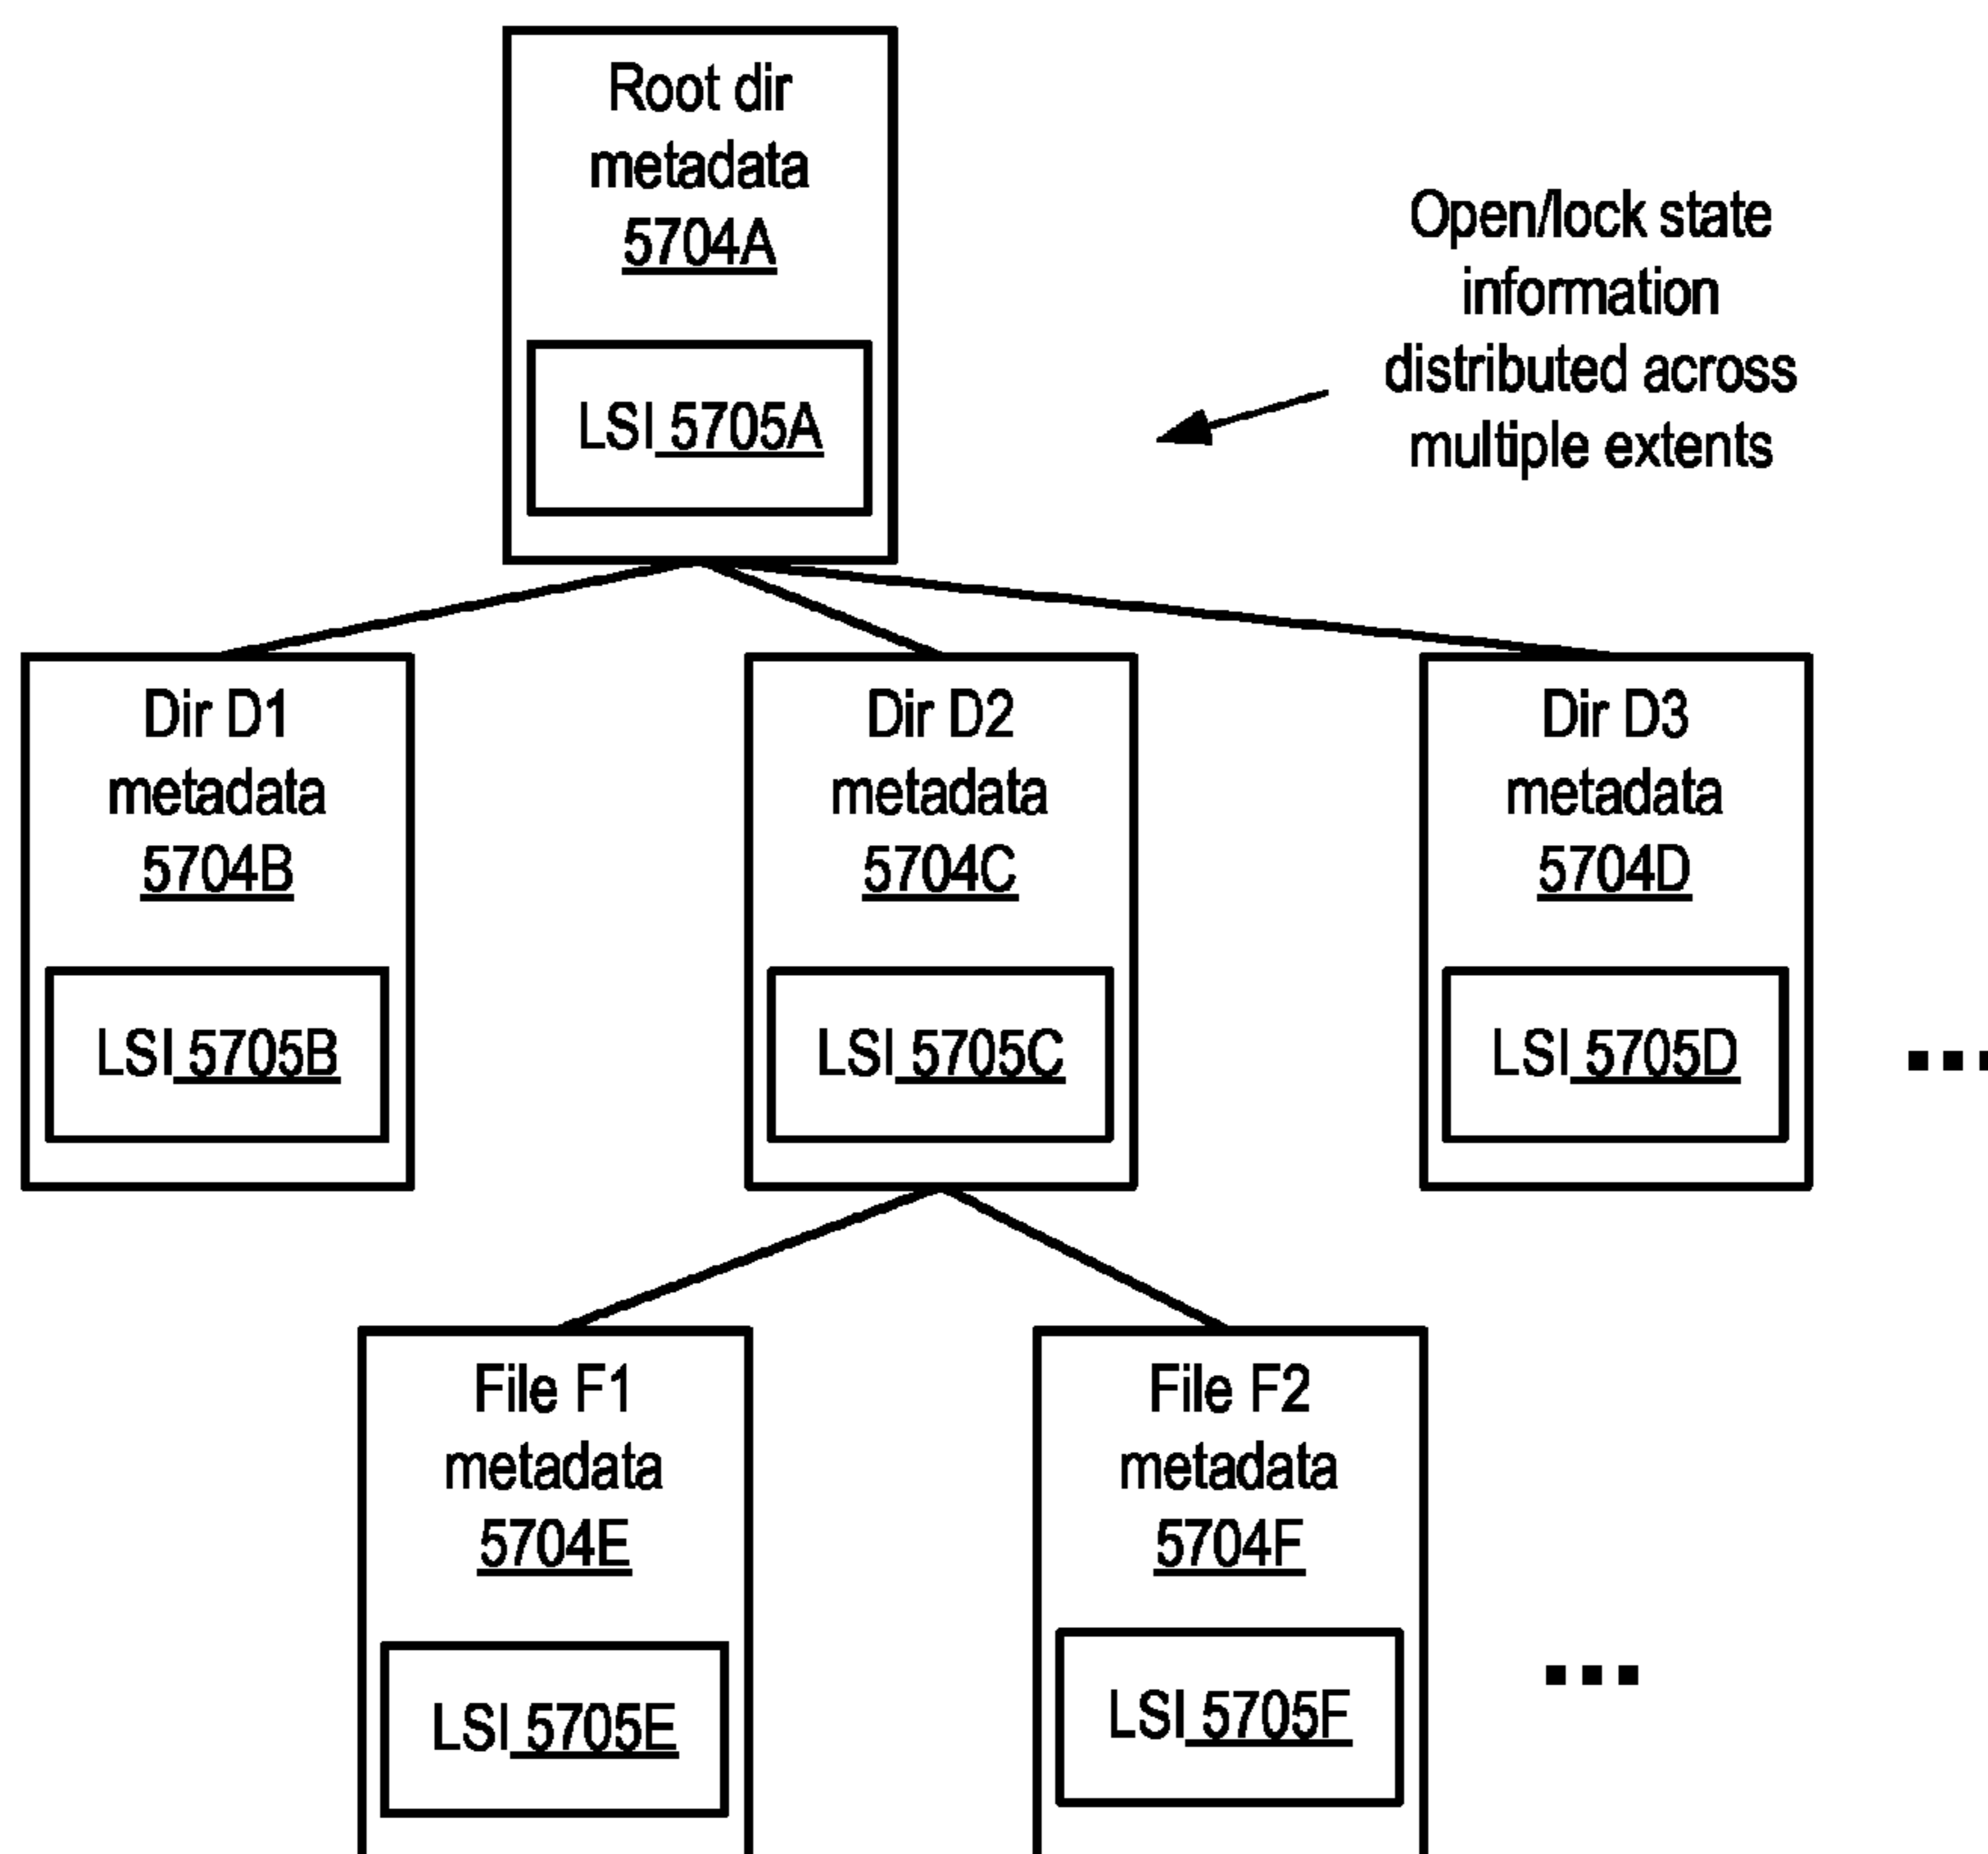 Root dir
metadata
5704A
LSI 5705A
Open/lock state
information
distributed across
multiple extents
Dir D1
metadata
5704B
LSI 5705B
Dir D2
metadata
5704C
LSI 5705C
Dir D3
metadata
5704D
LSI 5705D
...
File F1
metadata
5704E
LSI 5705E
File F2
metadata
5704F
LSI 5705F
...